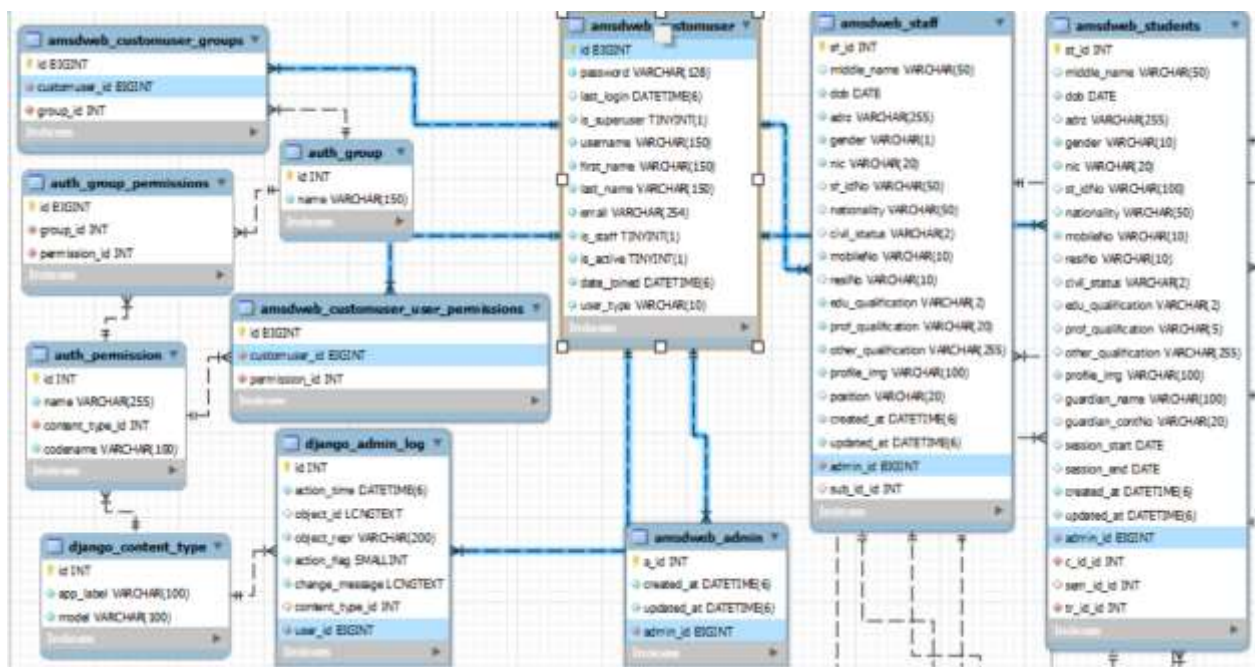 amsdweb_customuser_groups
id BIGINT
customuser_id BIGINT
group_id INT
Indexes
auth_group
id INT
name VARCHAR(150)
Indexes
auth_group_permissions
id BIGINT
group_id INT
permission_id INT
Indexes
amsdweb_customuser_user_permissions
id BIGINT
customuser_id BIGINT
permission_id INT
Indexes
auth_permission
id INT
name VARCHAR(255)
content_type_id INT
codename VARCHAR(100)
Indexes
django_content_type
id INT
app_label VARCHAR(100)
model VARCHAR(100)
Indexes
django_admin_log
id INT
action_time DATETIME(6)
object_id LONGTEXT
object_repr VARCHAR(200)
action_flag SMALLINT
change_message LONGTEXT
content_type_id INT
user_id BIGINT
Indexes
id BIGINT
password VARCHAR(128)
last_login DATETIME(6)
is_superuser TINYINT(1)
username VARCHAR(150)
first_name VARCHAR(150)
last_name VARCHAR(150)
email VARCHAR(254)
is_staff TINYINT(1)
is_active TINYINT(1)
date_joined DATETIME(6)
user_type VARCHAR(10)
Indexes
amsdweb_admin
a_id INT
created_at DATETIME(6)
updated_at DATETIME(6)
admin_id BIGINT
Indexes
amsdweb_staff
st_id INT
middle_name VARCHAR(50)
dob DATE
adrs VARCHAR(255)
gender VARCHAR(1)
nic VARCHAR(20)
st_idNo VARCHAR(50)
nationality VARCHAR(50)
civil_status VARCHAR(2)
mobileNo VARCHAR(10)
resiNo VARCHAR(10)
edu_qualification VARCHAR(2)
prof_qualification VARCHAR(20)
other_qualification VARCHAR(255)
profile_img VARCHAR(100)
position VARCHAR(20)
created_at DATETIME(6)
updated_at DATETIME(6)
admin_id BIGINT
sub_id_id INT
Indexes
amsdweb_students
st_id INT
middle_name VARCHAR(50)
dob DATE
adrs VARCHAR(255)
gender VARCHAR(10)
nic VARCHAR(20)
st_idNo VARCHAR(100)
nationality VARCHAR(50)
mobileNo VARCHAR(10)
resiNo VARCHAR(10)
civil_status VARCHAR(2)
edu_qualification VARCHAR(2)
prof_qualification VARCHAR(5)
other_qualification VARCHAR(255)
profile_img VARCHAR(100)
guardian_name VARCHAR(100)
guardian_contNo VARCHAR(20)
session_start DATE
session_end DATE
created_at DATETIME(6)
updated_at DATETIME(6)
admin_id BIGINT
c_id_id INT
sem_id_id INT
tr_id_id INT
Indexes